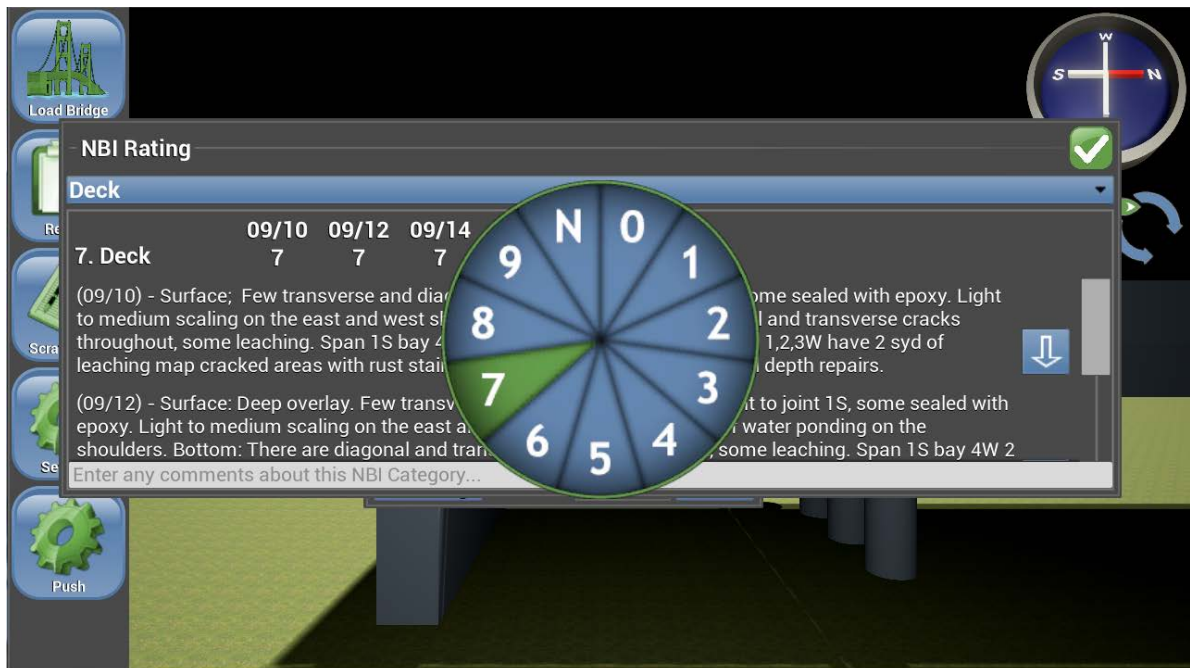 Load Bridge
W
S
N
NBI Rating
Deck
09/10 09/12 09/14
7. Deck 7 7 7
N 0 1 2 3 4 5 6 7 8 9
(09/10) - Surface; Few transverse and ome sealed with epoxy. Light
to medium scaling on the east and west l and transverse cracks
throughout, some leaching. Span 1S bay 1,2,3W have 2 syd of
leaching map cracked areas with rust depth repairs.
(09/12) - Surface: Deep overlay. Few t to joint 1S, some sealed with
epoxy. Light to medium scaling on the east water ponding on the
shoulders. Bottom: There are diagonal and some leaching. Span 1S bay 4W 2
Enter any comments about this NBI Category...
Push